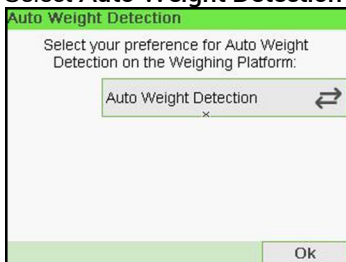 Select Auto Weight Detection
Auto Weight Detection
Select your preference for Auto Weight
Detection on the Weighing Platform:
Auto Weight Detection
×
Ok